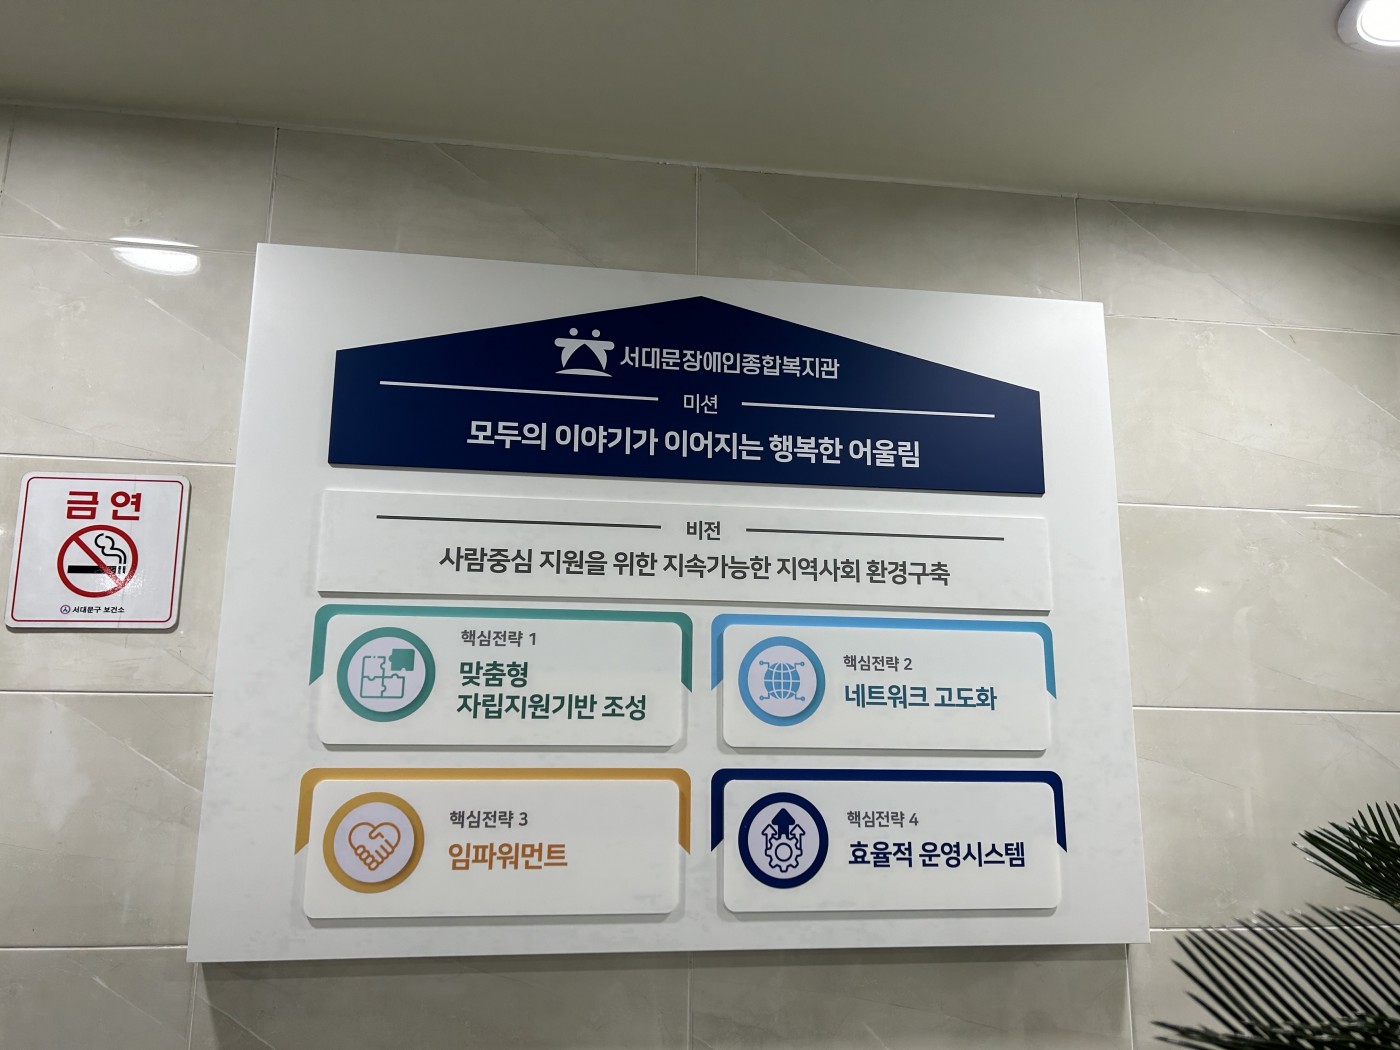 서대문장애인종합복지관
미션
모두의 이야기가 이어지는 행복한 어울림
비전
사람중심 지원을 위한 지속가능한 지역사회 환경구축
핵심전략 1
맞춤형
자립지원기반 조성
핵심전략 2
네트워크 고도화
핵심전략 3
임파워먼트
핵심전략 4
효율적 운영시스템
금연
서대문구 보건소